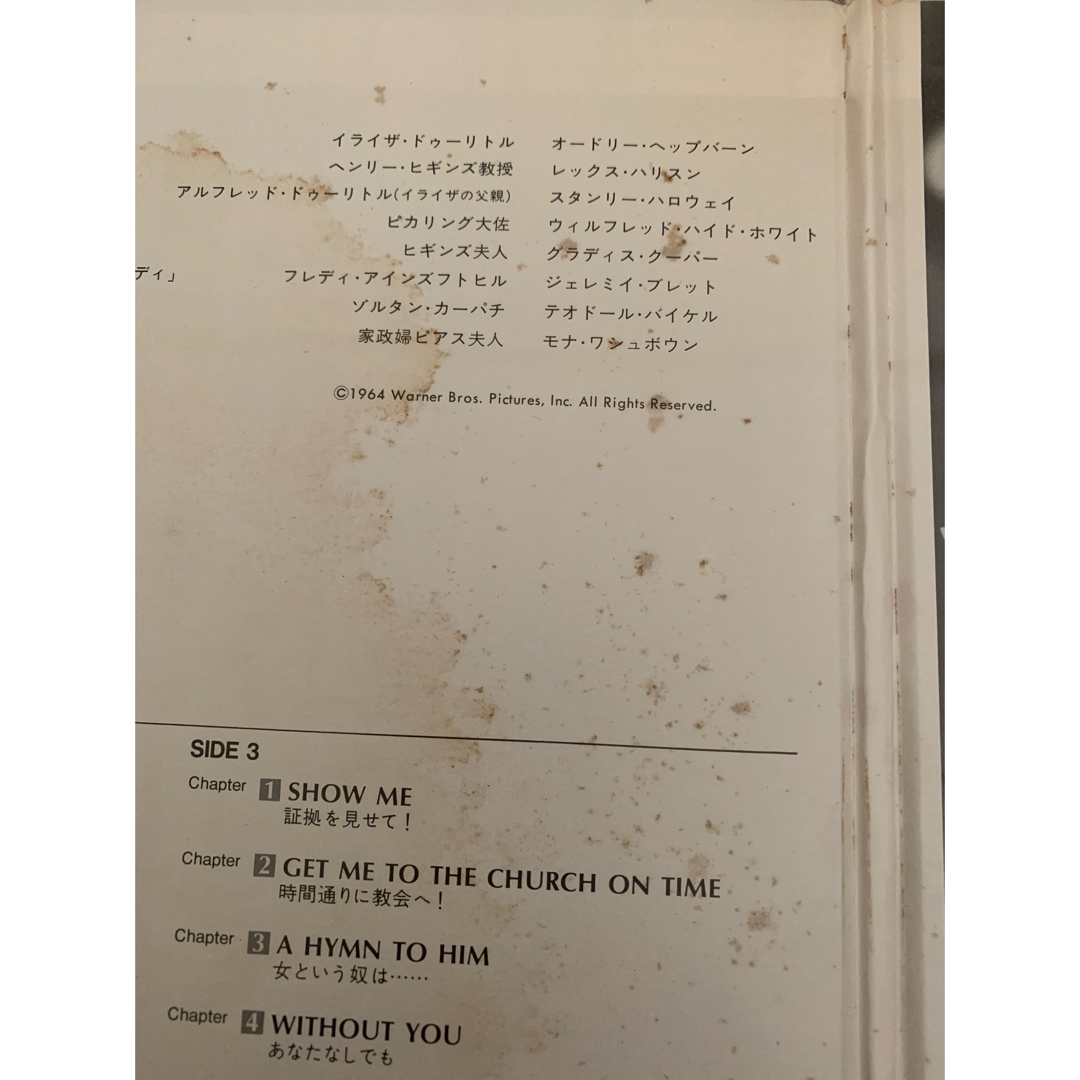 イライザ・ドゥーリトル オードリー・ヘップバーン
ヘンリー・ヒギンズ教授 レックス・ハリスン
アルフレッド・ドゥーリトル(イライザの父親) スタンリー・ハロウェイ
ピカリング大佐 ウィルフレッド・ハイド・ホワイト
ヒギンズ夫人 グラディス・クーパー
ディ」 フレディ・アインズフトヒル ジェレミイ・ブレット
ゾルタン・カーパチ テオドール・バイケル
家政婦ピアス夫人 モナ・ワシュボウン
©1964 Warner Bros. Pictures, Inc. All Rights Reserved.
SIDE 3
Chapter 1 SHOW ME
証拠を見せて!
Chapter 2 GET ME TO THE CHURCH ON TIME
時間通りに教会へ!
Chapter 3 A HYMN TO HIM
女という奴は……
Chapter 4 WITHOUT YOU
あなたなしでも